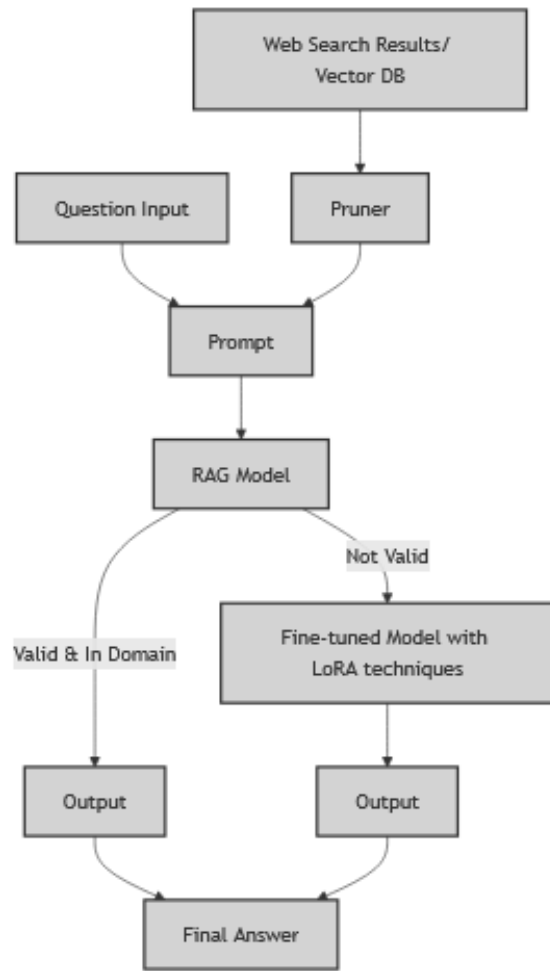 Web Search Results/
Vector DB
Question Input
Pruner
Prompt
RAG Model
Not Valid
Fine-tuned Model with
LoRA techniques
Valid & In Domain
Output
Output
Final Answer